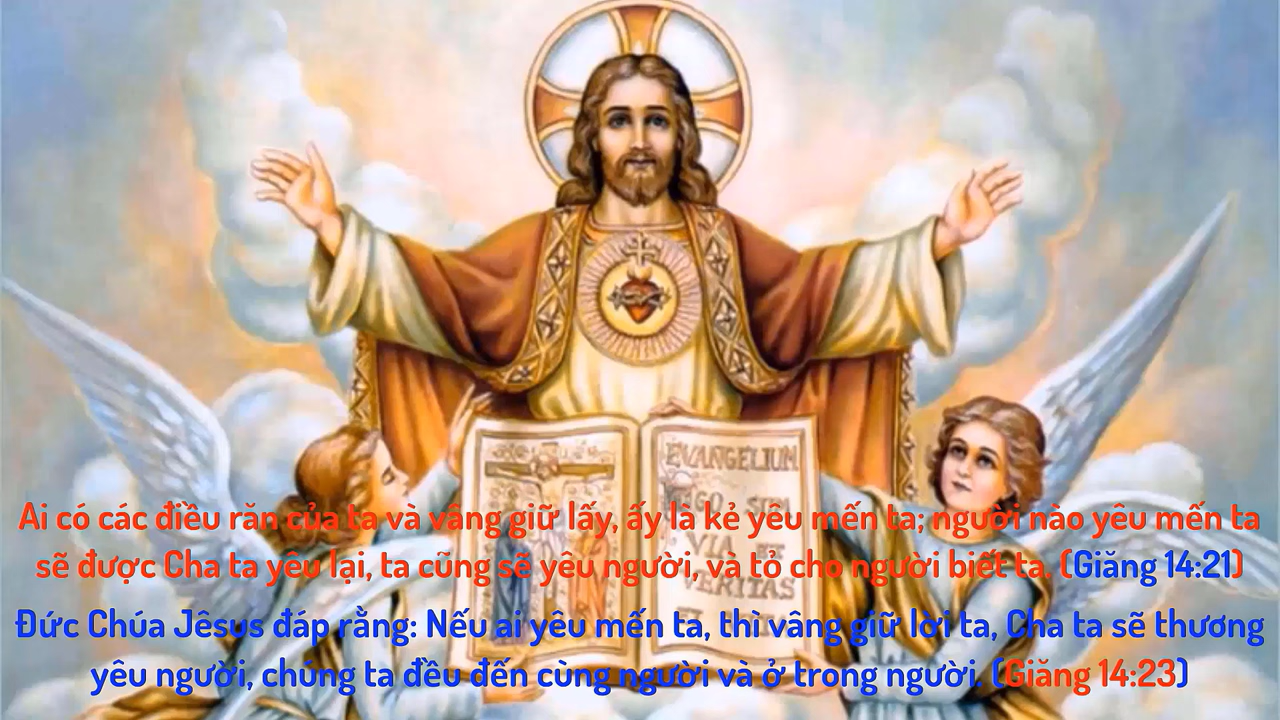 EVANGELIUM
EGO SUM
VIA ET
VERITAS
Ai có các điều răn của ta và vâng giữ lấy, ấy là kẻ yêu mến ta; người nào yêu mến ta
sẽ được Cha ta yêu lại, ta cũng sẽ yêu người, và tỏ cho người biết ta. (Giăng 14:21)
Đức Chúa Jêsus đáp rằng: Nếu ai yêu mến ta, thì vâng giữ lời ta, Cha ta sẽ thương
yêu người, chúng ta đều đến cùng người và ở trong người. (Giăng 14:23)